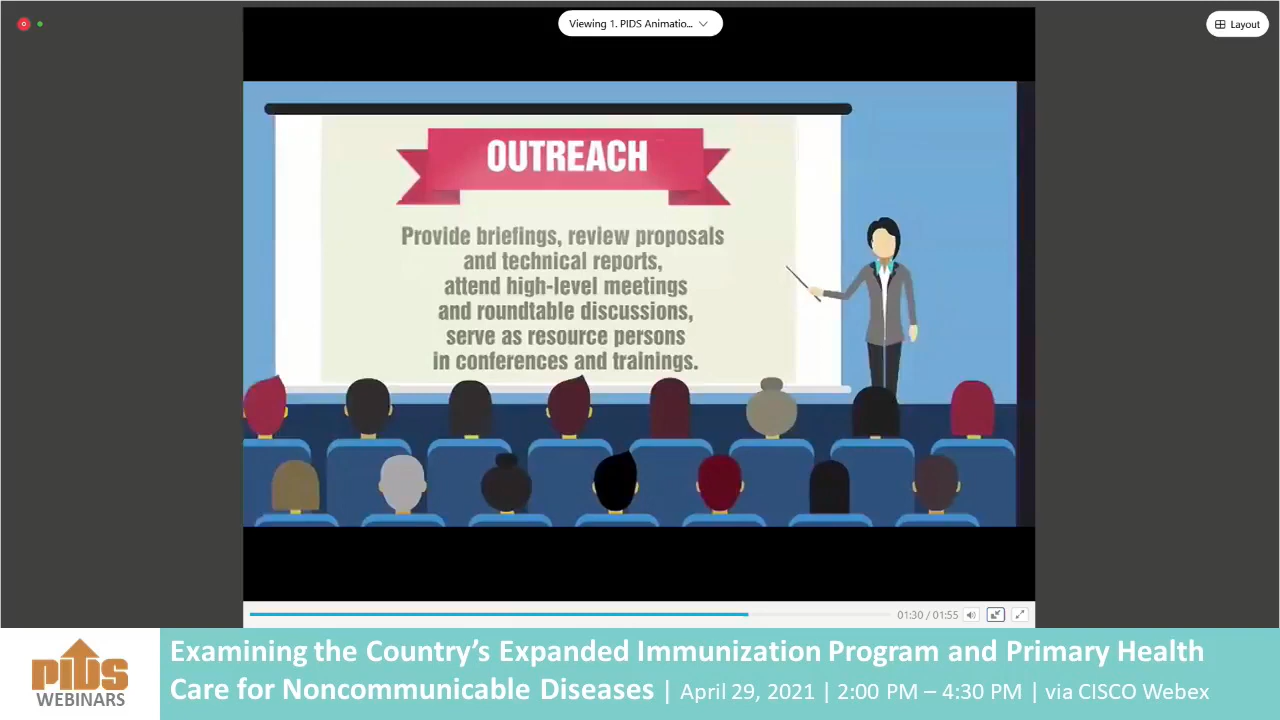 Viewing 1. PIDS Animatio...
Layout
OUTREACH
Provide briefings, review proposals
and technical reports,
attend high-level meetings
and roundtable discussions,
serve as resource persons
in conferences and trainings.
01:30 / 01:55
PIDS
WEBINARS
Examining the Country’s Expanded Immunization Program and Primary Health
Care for Noncommunicable Diseases | April 29, 2021 | 2:00 PM – 4:30 PM | via CISCO Webex